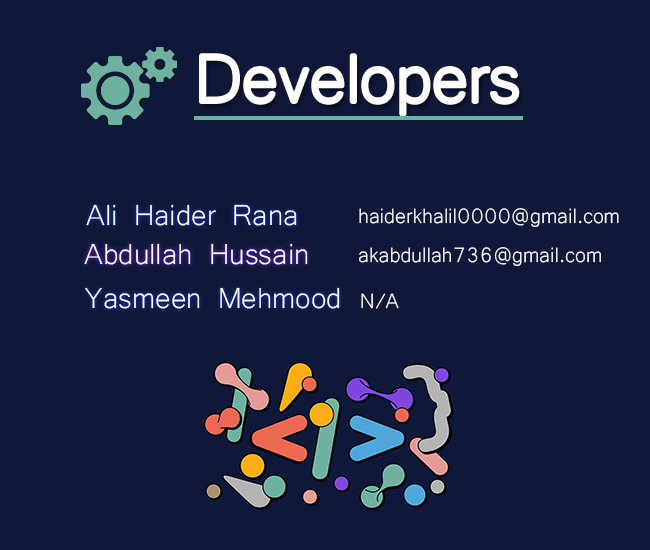 Developers
Ali Haider Rana haiderkhalil0000@gmail.com
Abdullah Hussain akabdullah736@gmail.com
Yasmeen Mehmood N/A